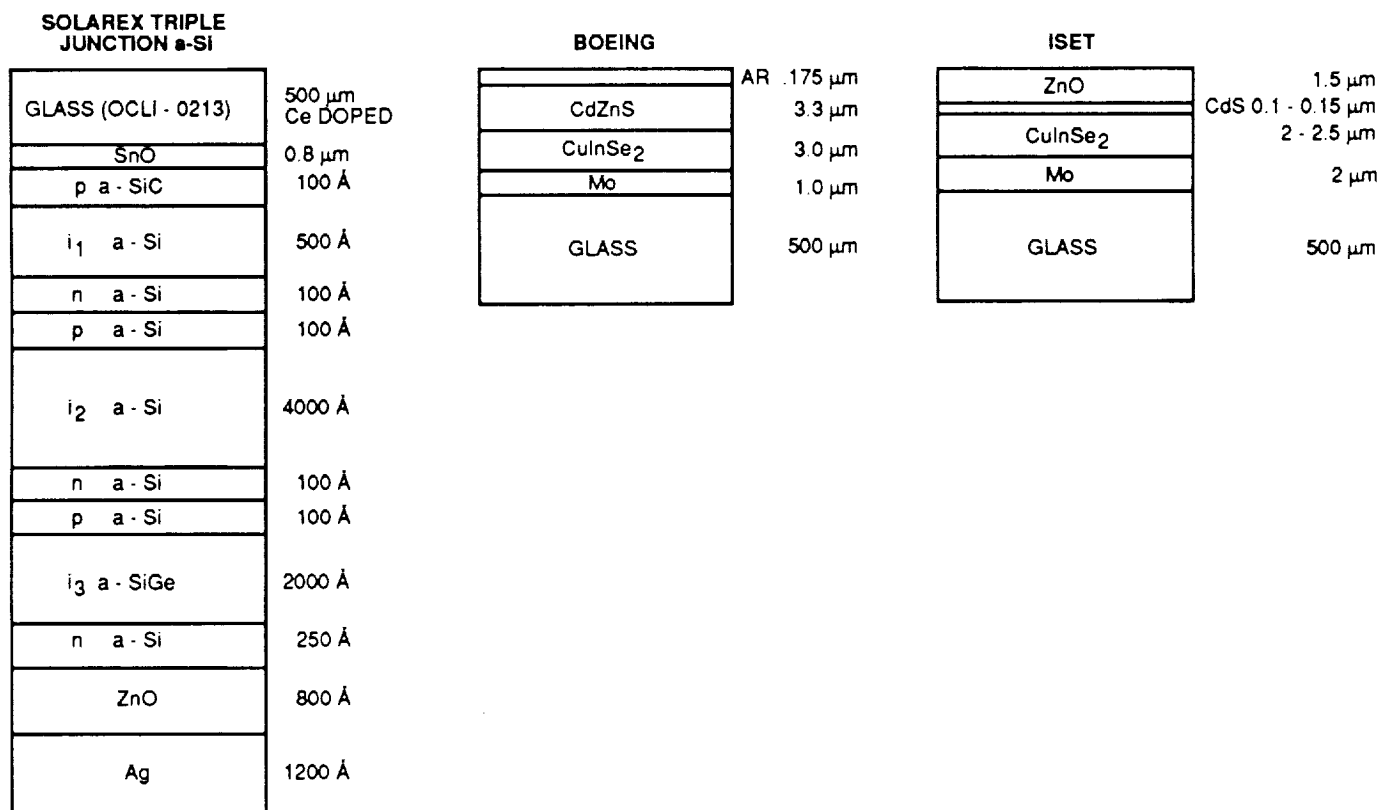 SOLAREX TRIPLE
JUNCTION a-Si
GLASS (OCLI - 0213)
500 μm
Ce DOPED
SnO
0.8 μm
p a - SiC
100 Å
i₁ a - Si
500 Å
n a - Si
100 Å
p a - Si
100 Å
i₂ a - Si
4000 Å
n a - Si
100 Å
p a - Si
100 Å
i₃ a - SiGe
2000 Å
n a - Si
250 Å
ZnO
800 Å
Ag
1200 Å
BOEING
AR .175 μm
CdZnS
3.3 μm
CuInSe₂
3.0 μm
Mo
1.0 μm
GLASS
500 μm
ISET
ZnO
1.5 μm
CdS 0.1 - 0.15 μm
CuInSe₂
2 - 2.5 μm
Mo
2 μm
GLASS
500 μm